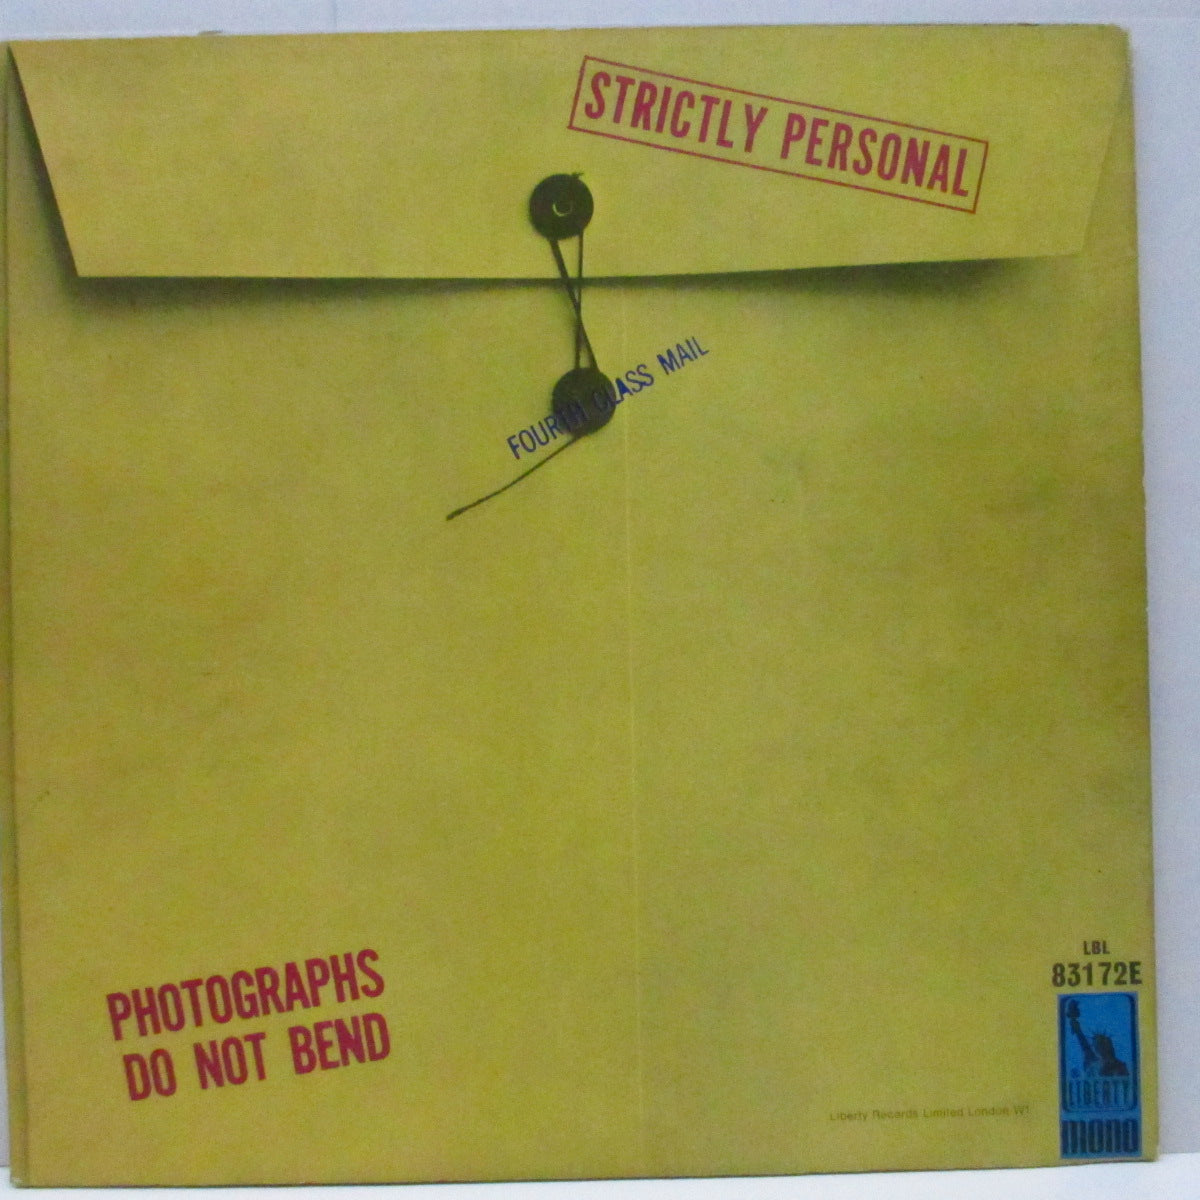 STRICTLY PERSONAL
FOURTH CLASS MAIL
PHOTOGRAPHS
DO NOT BEND
LBL
83172E
LIBERTY
mono
Liberty Records Limited London W1